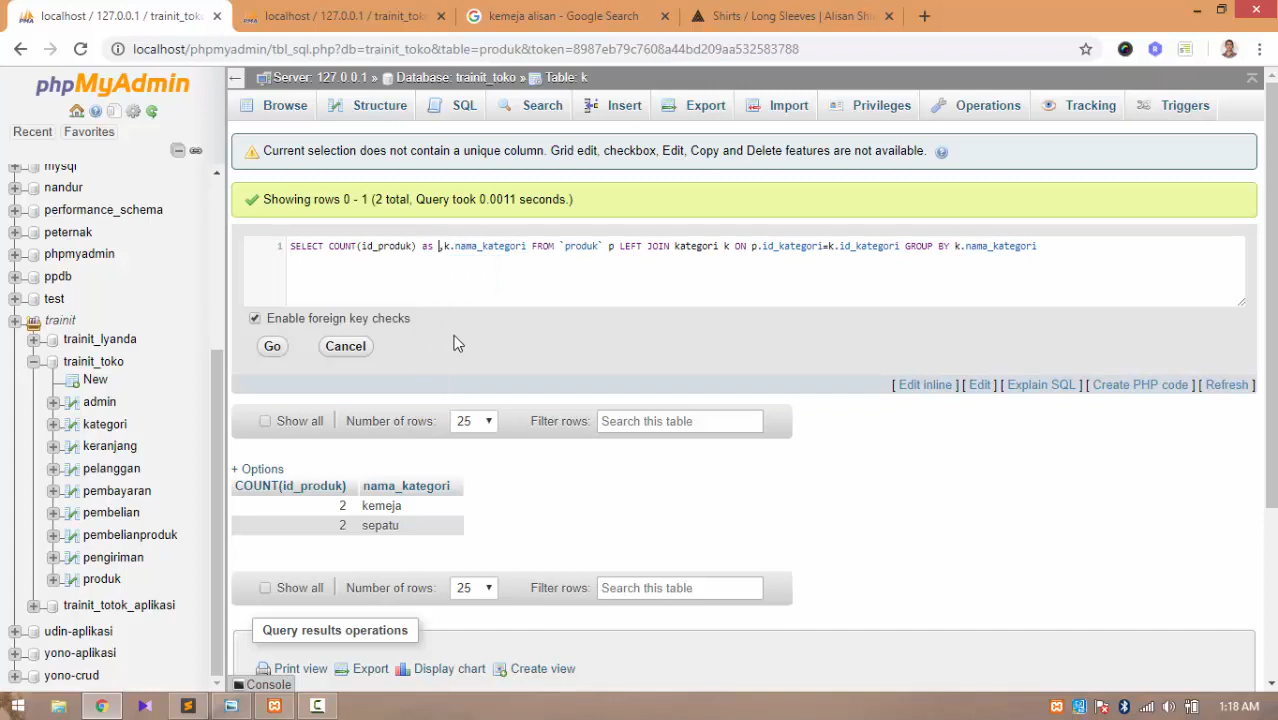 localhost / 127.0.0.1 / trainit_tok
localhost / 127.0.0.1 / trainit_tok
kemeja alisan - Google Search
Shirts / Long Sleeves | Alisan Shi
localhost/phpmyadmin/tbl_sql.php?db=trainit_toko&table=produk&token=8987eb79c7608a44bd209aa532583788
phpMyAdmin
Recent
Favorites
mysql
nandur
performance_schema
peternak
phpmyadmin
ppdb
test
trainit
trainit_lyanda
trainit_toko
New
admin
kategori
keranjang
pelanggan
pembayaran
pembelian
pembelianproduk
pengiriman
produk
trainit_totok_aplikasi
udin-aplikasi
yono-aplikasi
yono-crud
Server: 127.0.0.1 » Database: trainit_toko » Table: k
Browse Structure SQL Search Insert Export Import Privileges Operations Tracking Triggers
Current selection does not contain a unique column. Grid edit, checkbox, Edit, Copy and Delete features are not available.
Showing rows 0 - 1 (2 total, Query took 0.0011 seconds.)
1 SELECT COUNT(id_produk) as ,k.nama_kategori FROM `produk` p LEFT JOIN kategori k ON p.id_kategori=k.id_kategori GROUP BY k.nama_kategori
Enable foreign key checks
Go Cancel
[ Edit inline ] [ Edit ] [ Explain SQL ] [ Create PHP code ] [ Refresh ]
Show all Number of rows: 25 Filter rows: Search this table
+ Options
COUNT(id_produk) nama_kategori
2 kemeja
2 sepatu
Show all Number of rows: 25 Filter rows: Search this table
Query results operations
Print view Export Display chart Create view
Console
1:18 AM